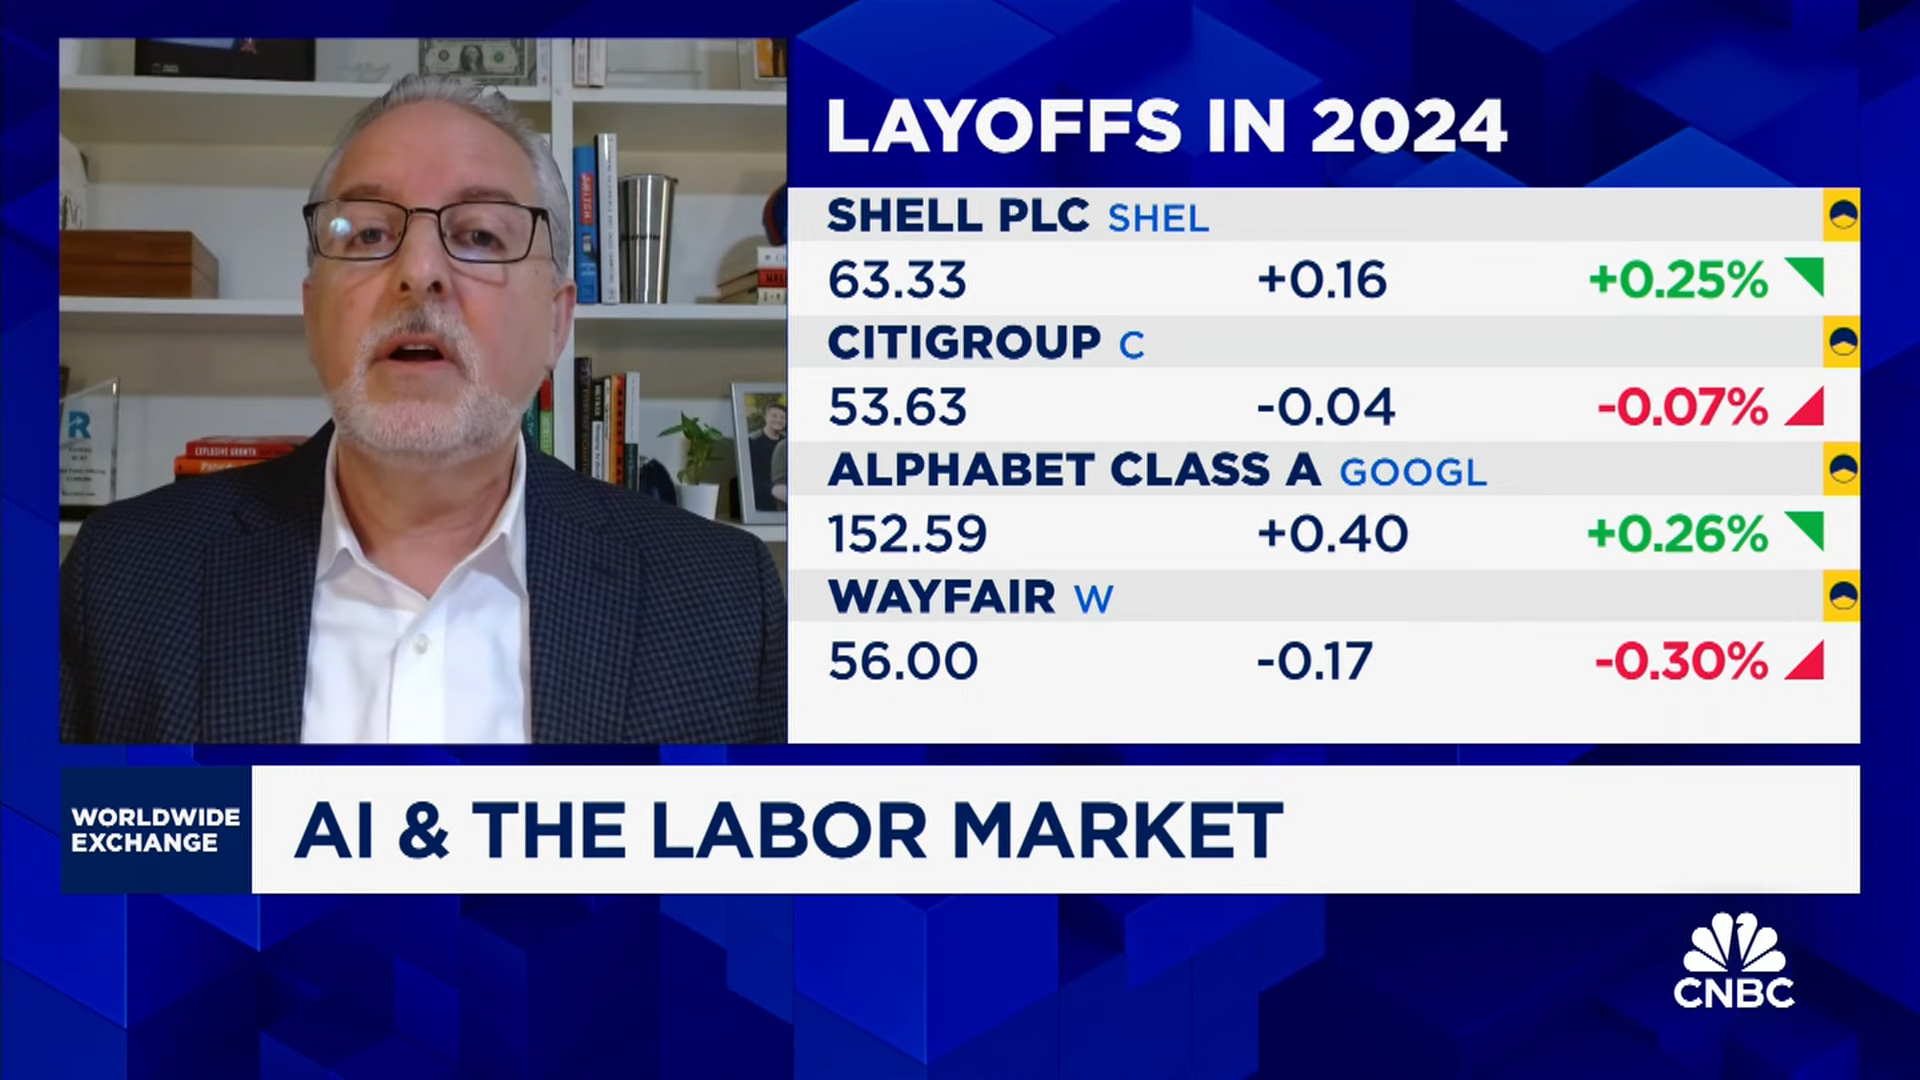 LAYOFFS IN 2024
SHELL PLC SHEL
63.33 +0.16 +0.25%
CITIGROUP C
53.63 -0.04 -0.07%
ALPHABET CLASS A GOOGL
152.59 +0.40 +0.26%
WAYFAIR W
56.00 -0.17 -0.30%
EXPLOSIVE GROWTH
R
WORLDWIDE
EXCHANGE
AI & THE LABOR MARKET
CNBC